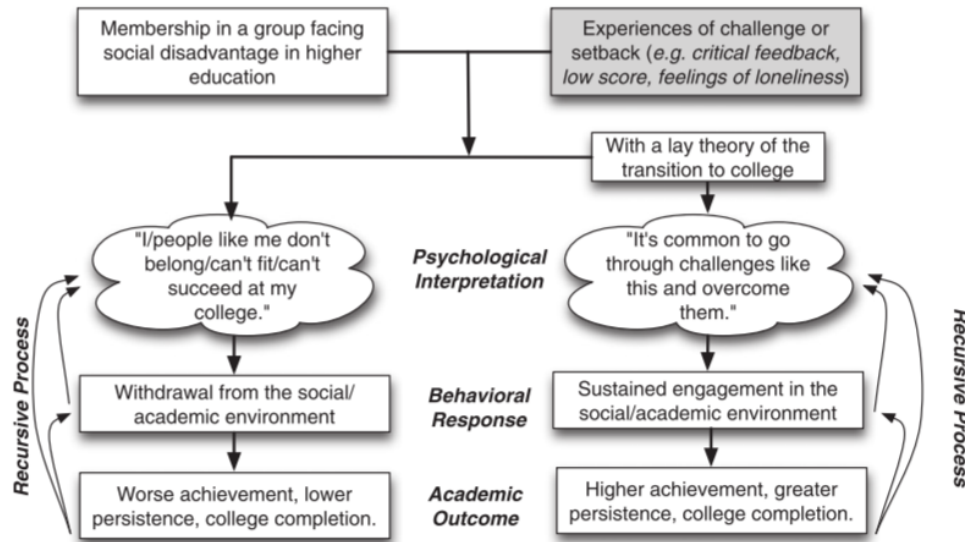 Membership in a group facing
social disadvantage in higher
education
Experiences of challenge or
setback (e.g. critical feedback,
low score, feelings of loneliness)
With a lay theory of the
transition to college
"I/people like me don't
belong/can't fit/can't
succeed at my
college."
Psychological
Interpretation
"It's common to go
through challenges like
this and overcome
them."
Recursive Process
Withdrawal from the social/
academic environment
Behavioral
Response
Sustained engagement in the
social/academic environment
Recursive Process
Worse achievement, lower
persistence, college completion.
Academic
Outcome
Higher achievement, greater
persistence, college completion.